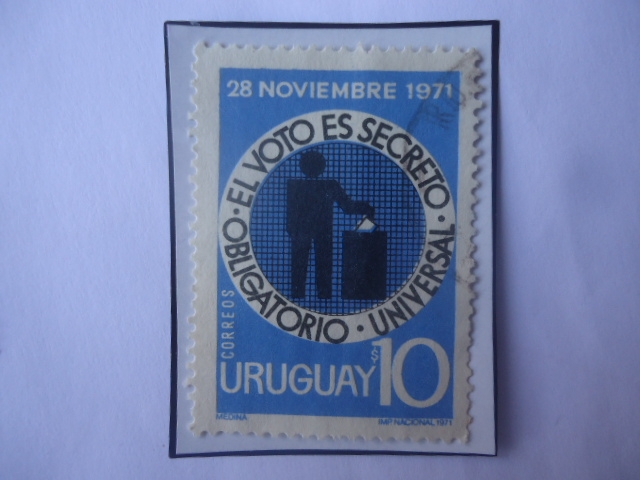 28 NOVIEMBRE 1971
· EL VOTO ES SECRETO · UNIVERSAL · OBLIGATORIO
CORREOS
URUGUAY $10
MEDINA
IMP. NACIONAL 1971